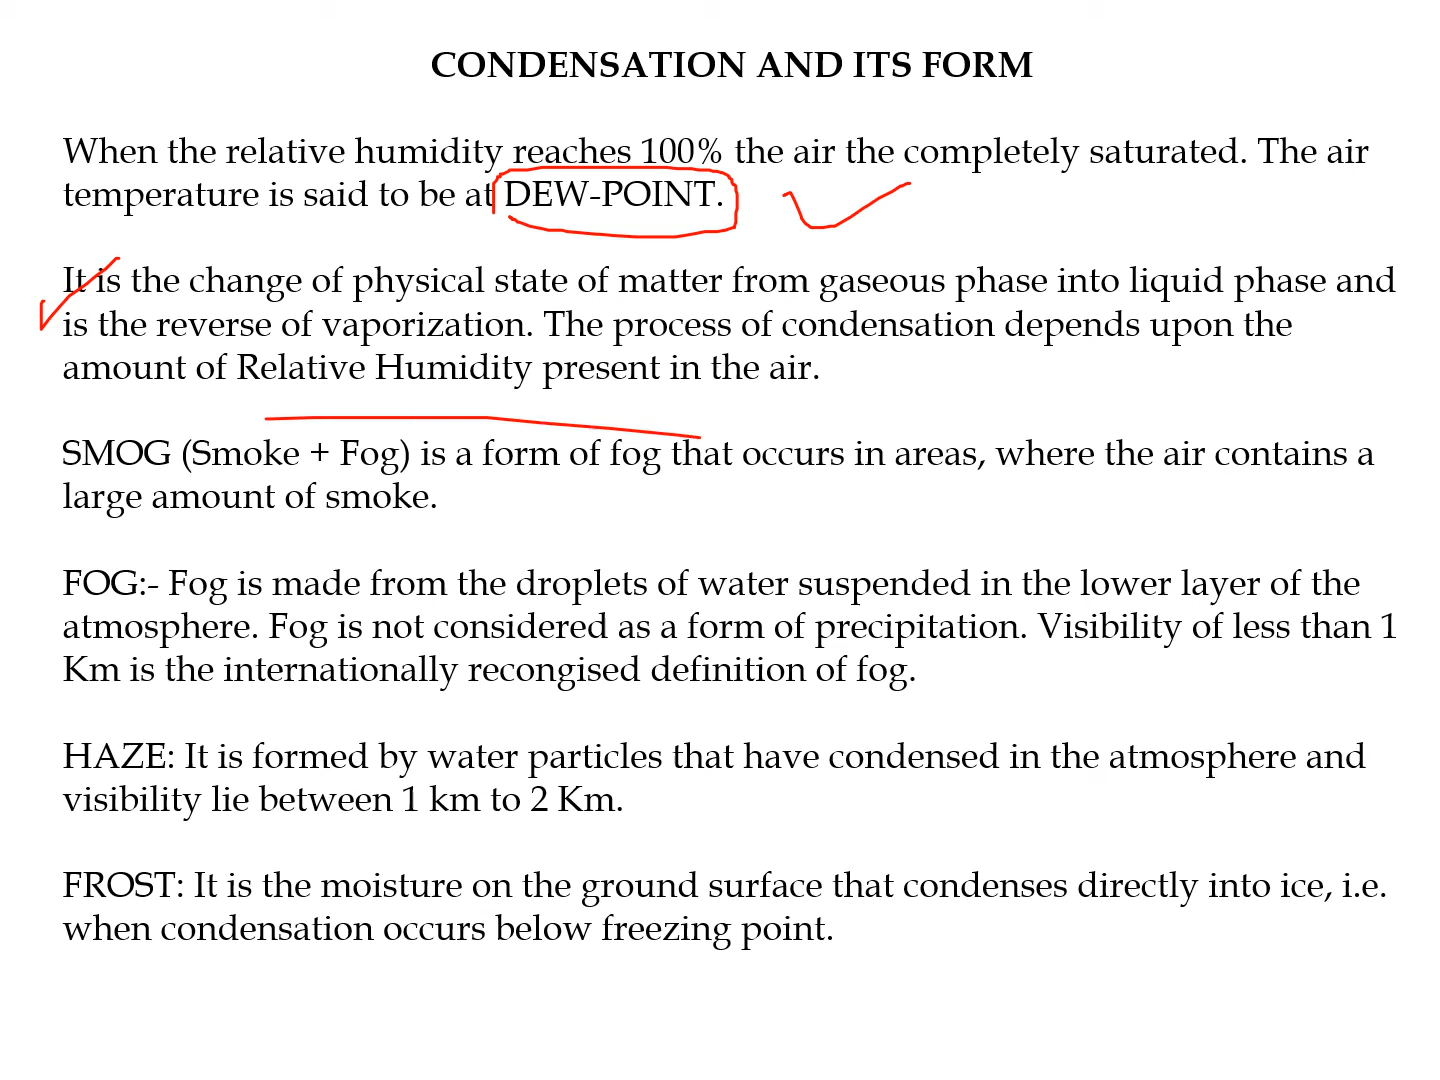 CONDENSATION AND ITS FORM
When the relative humidity reaches 100% the air the completely saturated. The air
temperature is said to be at DEW-POINT.
It is the change of physical state of matter from gaseous phase into liquid phase and
is the reverse of vaporization. The process of condensation depends upon the
amount of Relative Humidity present in the air.
SMOG (Smoke + Fog) is a form of fog that occurs in areas, where the air contains a
large amount of smoke.
FOG:- Fog is made from the droplets of water suspended in the lower layer of the
atmosphere. Fog is not considered as a form of precipitation. Visibility of less than 1
Km is the internationally recongised definition of fog.
HAZE: It is formed by water particles that have condensed in the atmosphere and
visibility lie between 1 km to 2 Km.
FROST: It is the moisture on the ground surface that condenses directly into ice, i.e.
when condensation occurs below freezing point.